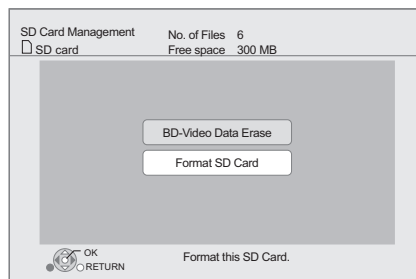 SD Card Management No. of Files 6
SD card Free space 300 MB
BD-Video Data Erase
Format SD Card
OK
RETURN
Format this SD Card.